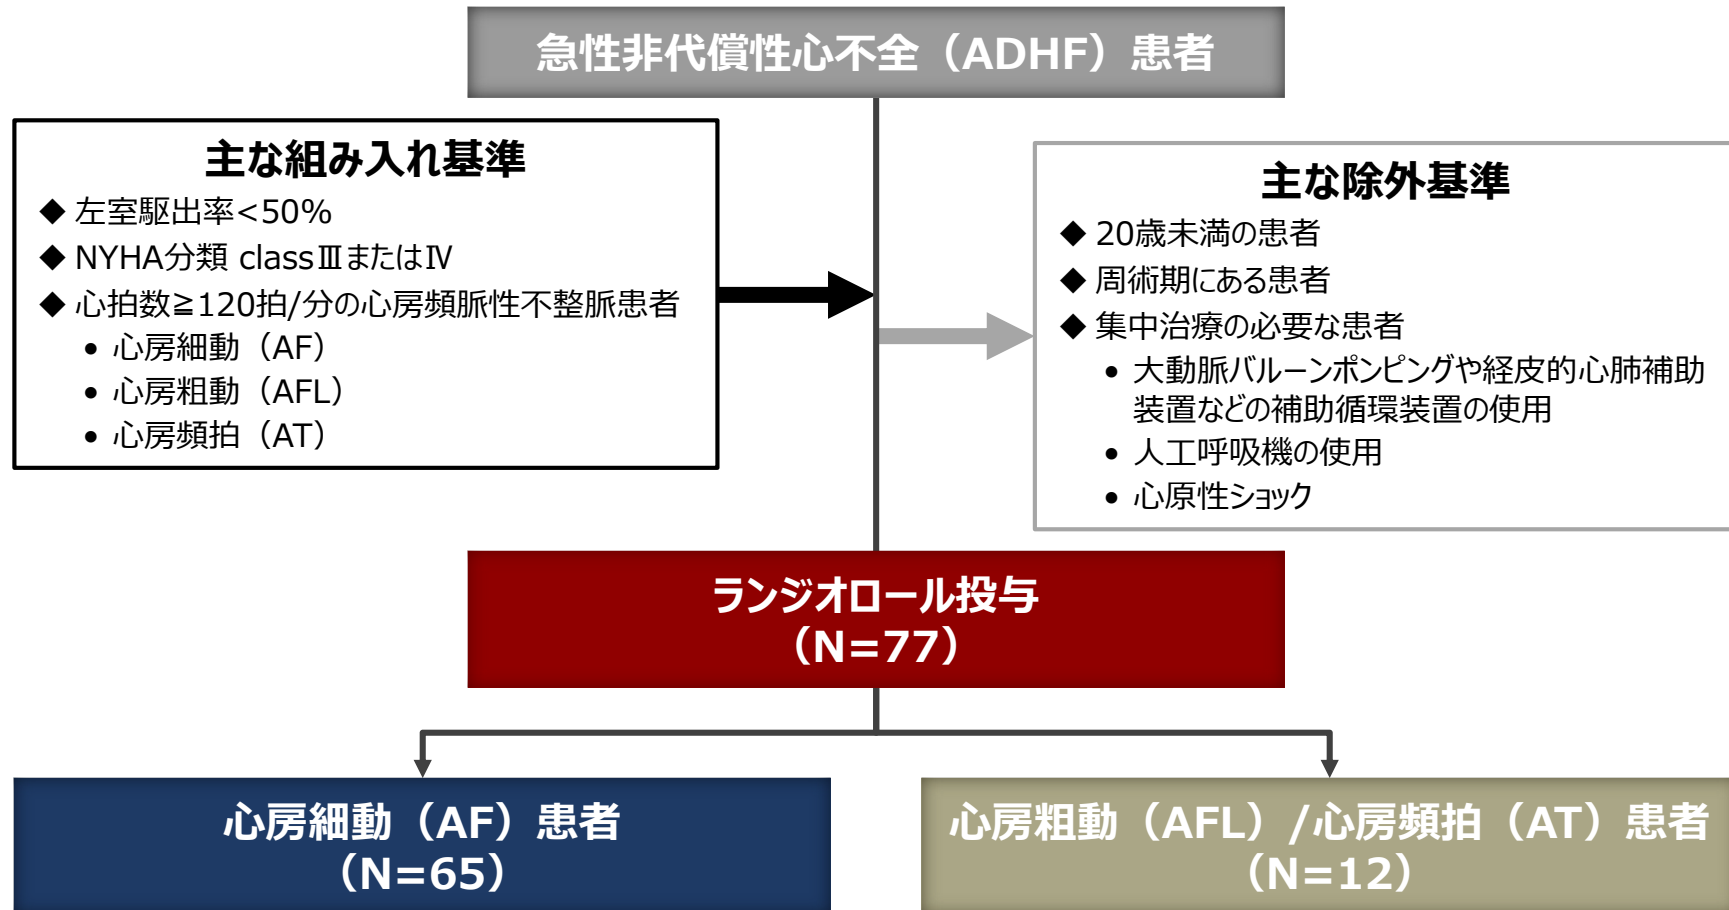 急性非代償性心不全（ADHF）患者
主な組み入れ基準
◆ 左室駆出率<50%
◆ NYHA分類 classⅢまたはⅣ
◆ 心拍数≧120拍/分の心房頻脈性不整脈患者
• 心房細動（AF）
• 心房粗動（AFL）
• 心房頻拍（AT）
主な除外基準
◆ 20歳未満の患者
◆ 周術期にある患者
◆ 集中治療の必要な患者
• 大動脈バルーンポンピングや経皮的心肺補助
装置などの補助循環装置の使用
• 人工呼吸機の使用
• 心原性ショック
ランジオロール投与
（N=77）
心房細動（AF）患者
（N=65）
心房粗動（AFL）/心房頻拍（AT）患者
（N=12）